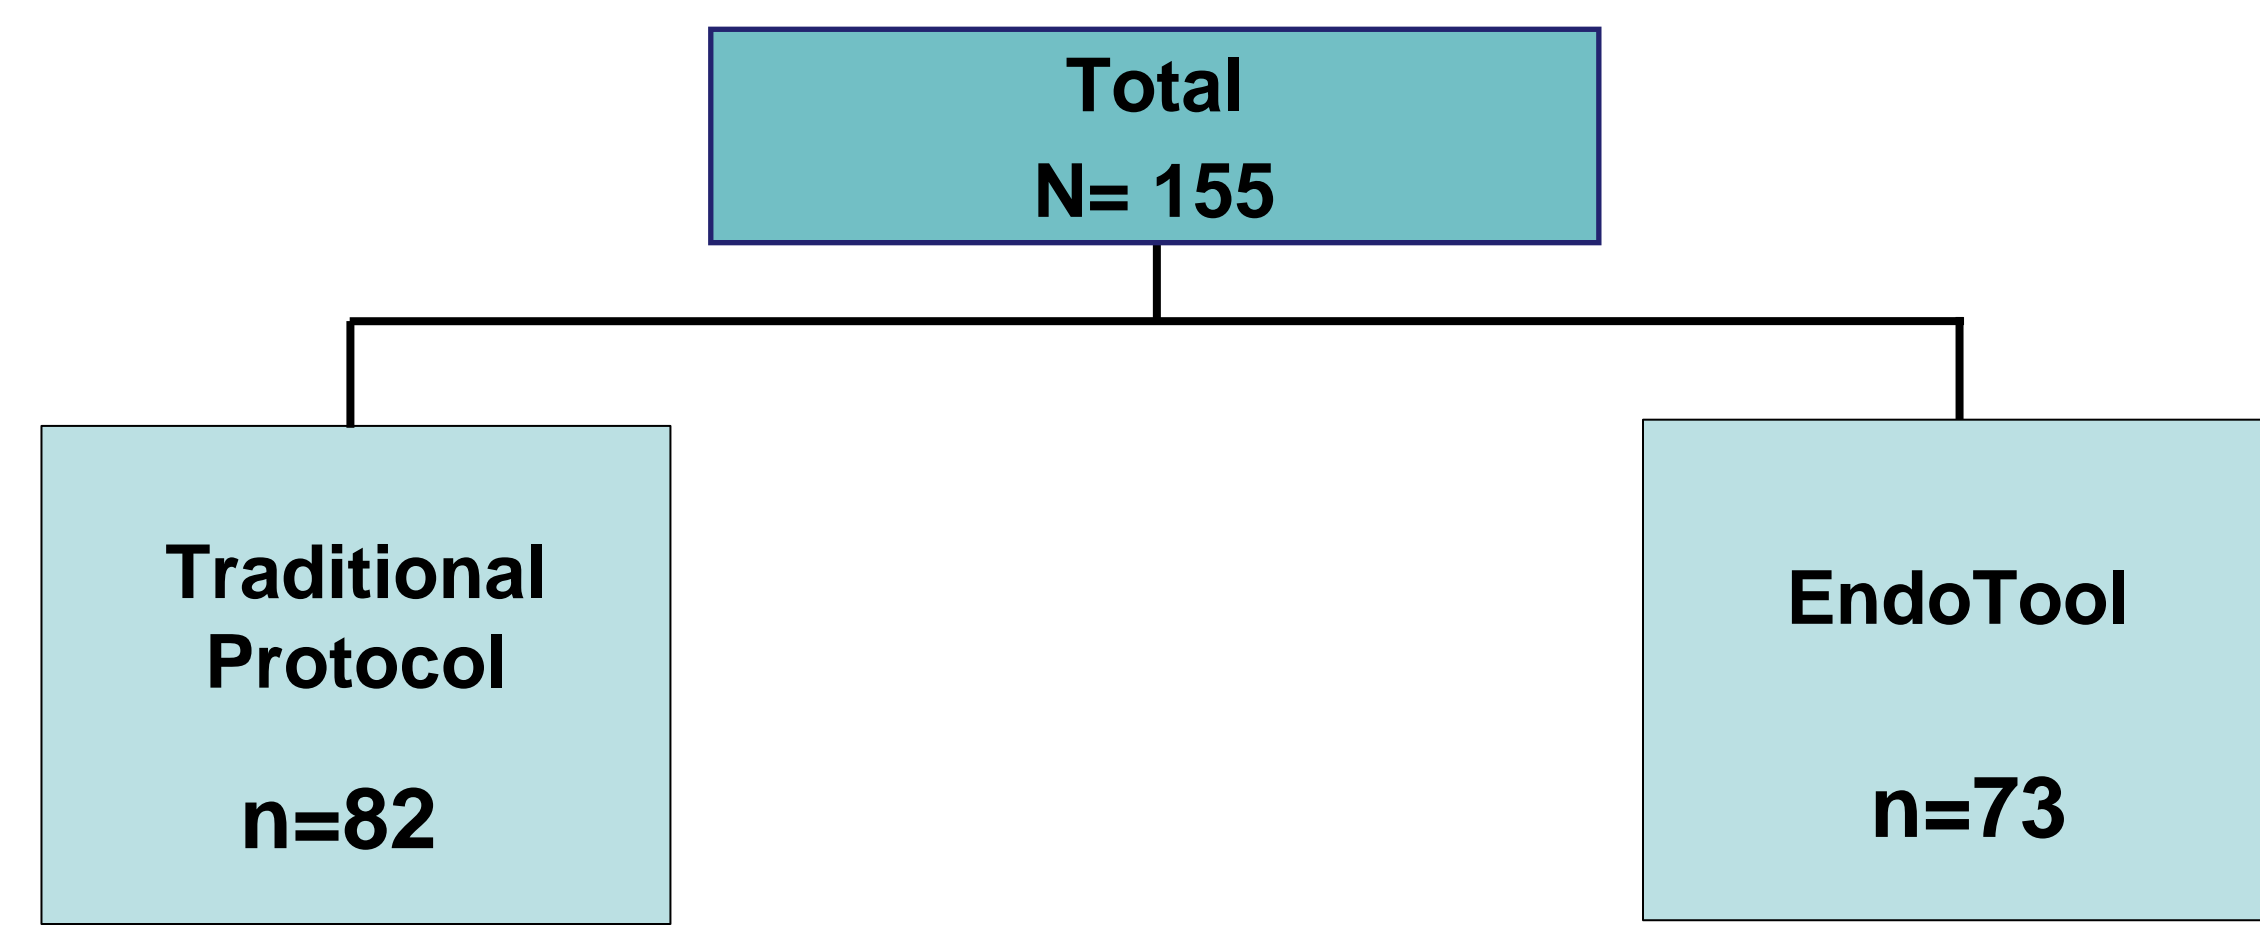 Total
N= 155
Traditional
Protocol
n=82
EndoTool
n=73